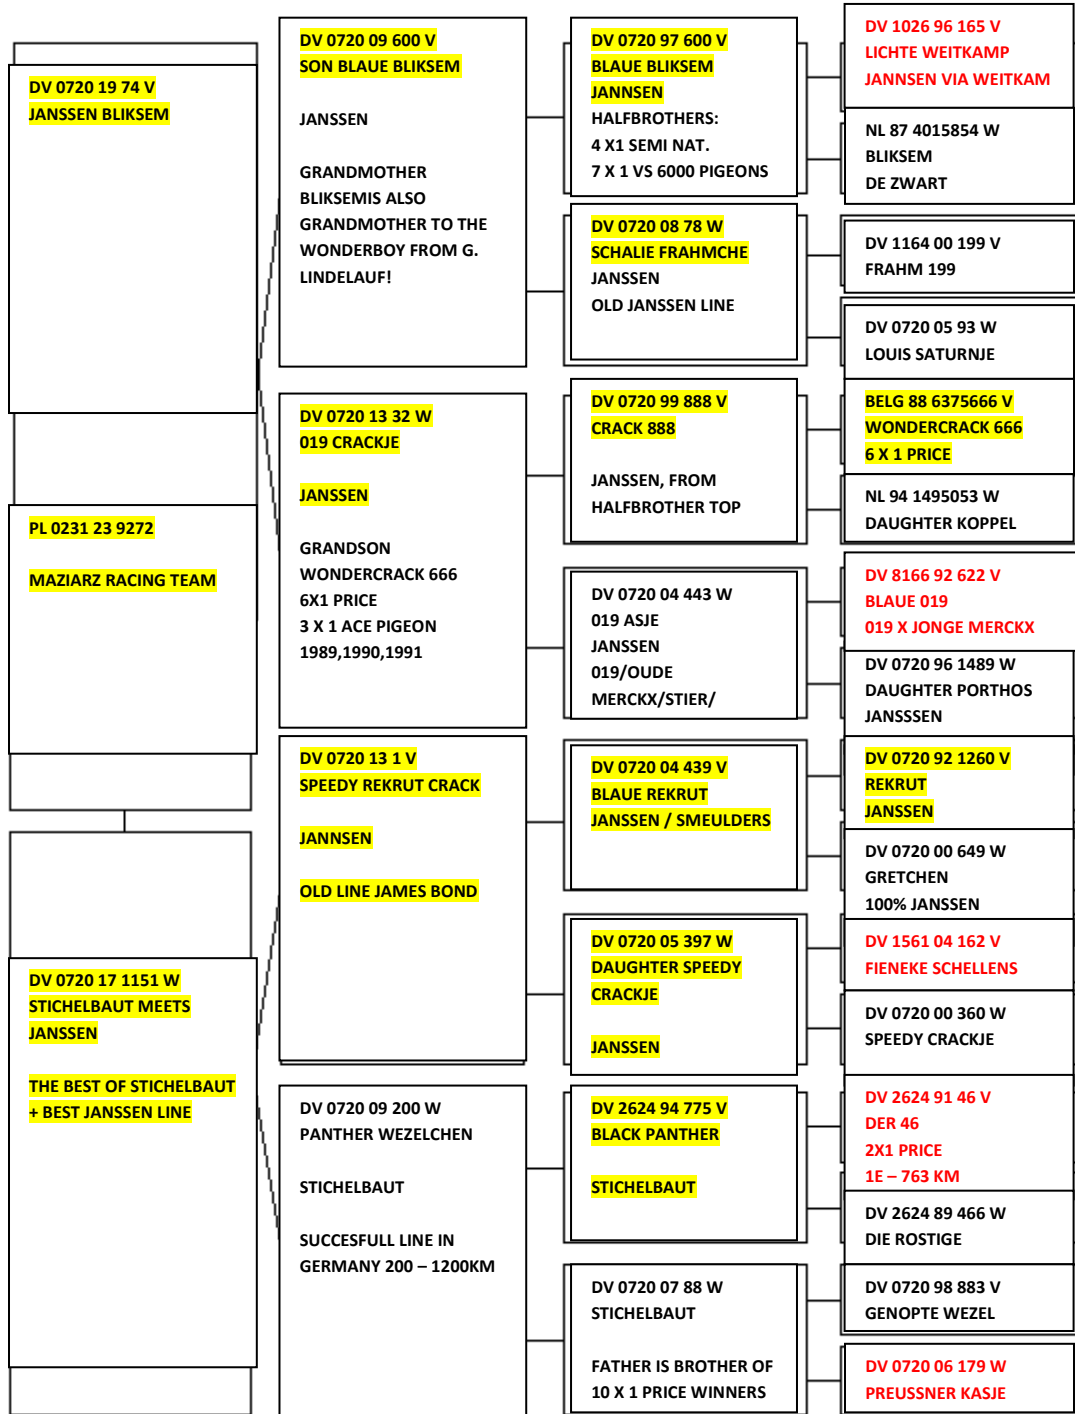 DV 0720 19 74 V
JANSSEN BLIKSEM
PL 0231 23 9272
MAZIARZ RACING TEAM
DV 0720 17 1151 W
STICHELBAUT MEETS
JANSSEN
THE BEST OF STICHELBAUT
+ BEST JANSSEN LINE
DV 0720 09 600 V
SON BLAUE BLIKSEM
JANSSEN
GRANDMOTHER
BLIKSEMIS ALSO
GRANDMOTHER TO THE
WONDERBOY FROM G.
LINDELAUF!
DV 0720 13 32 W
019 CRACKJE
JANSSEN
GRANDSON
WONDERCRACK 666
6X1 PRICE
3 X 1 ACE PIGEON
1989,1990,1991
DV 0720 13 1 V
SPEEDY REKRUT CRACK
JANNSEN
OLD LINE JAMES BOND
DV 0720 09 200 W
PANTHER WEZELCHEN
STICHELBAUT
SUCCESFULL LINE IN
GERMANY 200 – 1200KM
DV 0720 97 600 V
BLAUE BLIKSEM
JANNSEN
HALFBROTHERS:
4 X1 SEMI NAT.
7 X 1 VS 6000 PIGEONS
DV 0720 08 78 W
SCHALIE FRAHMCHE
JANSSEN
OLD JANSSEN LINE
DV 0720 99 888 V
CRACK 888
JANSSEN, FROM
HALFBROTHER TOP
DV 0720 04 443 W
019 ASJE
JANSSEN
019/OUDE
MERCKX/STIER/
DV 0720 04 439 V
BLAUE REKRUT
JANSSEN / SMEULDERS
DV 0720 05 397 W
DAUGHTER SPEEDY
CRACKJE
JANSSEN
DV 2624 94 775 V
BLACK PANTHER
STICHELBAUT
DV 0720 07 88 W
STICHELBAUT
FATHER IS BROTHER OF
10 X 1 PRICE WINNERS
DV 1026 96 165 V
LICHTE WEITKAMP
JANNSEN VIA WEITKAM
NL 87 4015854 W
BLIKSEM
DE ZWART
DV 1164 00 199 V
FRAHM 199
DV 0720 05 93 W
LOUIS SATURNJE
BELG 88 6375666 V
WONDERCRACK 666
6 X 1 PRICE
NL 94 1495053 W
DAUGHTER KOPPEL
DV 8166 92 622 V
BLAUE 019
019 X JONGE MERCKX
DV 0720 96 1489 W
DAUGHTER PORTHOS
JANSSSEN
DV 0720 92 1260 V
REKRUT
JANSSEN
DV 0720 00 649 W
GRETCHEN
100% JANSSEN
DV 1561 04 162 V
FIENEKE SCHELLENS
DV 0720 00 360 W
SPEEDY CRACKJE
DV 2624 91 46 V
DER 46
2X1 PRICE
1E – 763 KM
DV 2624 89 466 W
DIE ROSTIGE
DV 0720 98 883 V
GENOPTE WEZEL
DV 0720 06 179 W
PREUSSNER KASJE